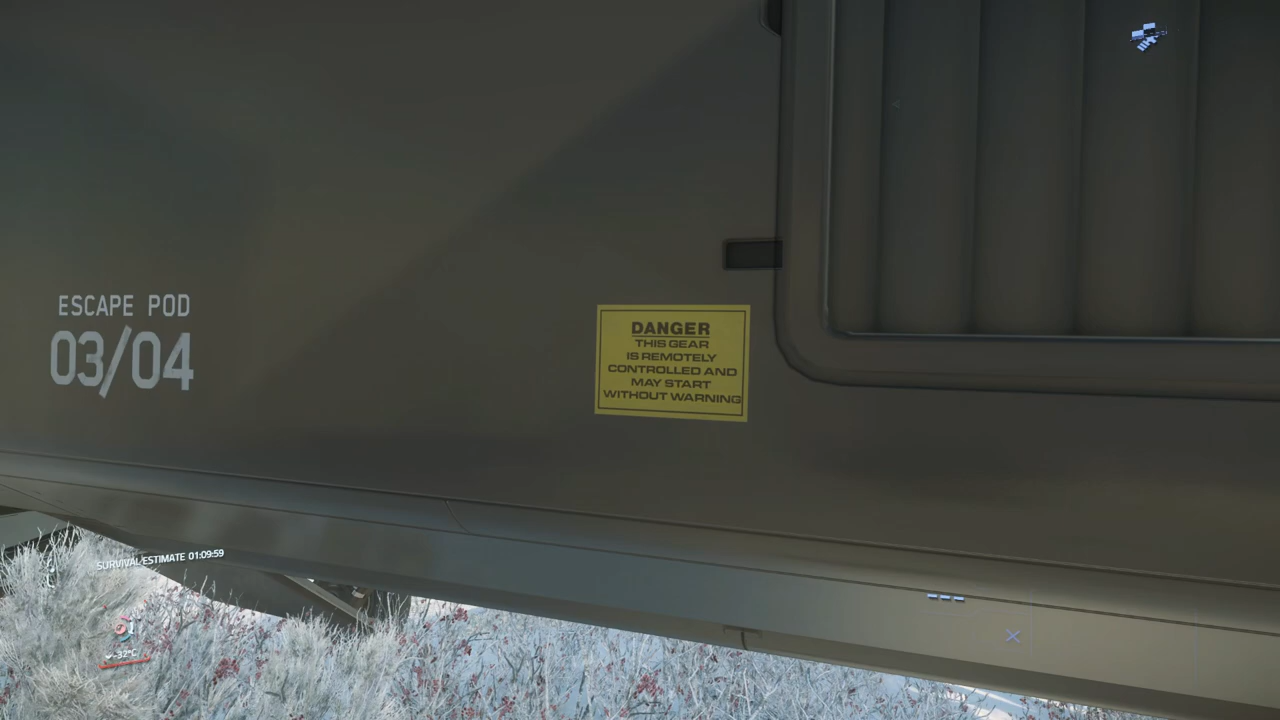 ESCAPE POD
03/04
DANGER
THIS GEAR
IS REMOTELY
CONTROLLED AND
MAY START
WITHOUT WARNING
SURVIVAL ESTIMATE 01:09:59
-32°C